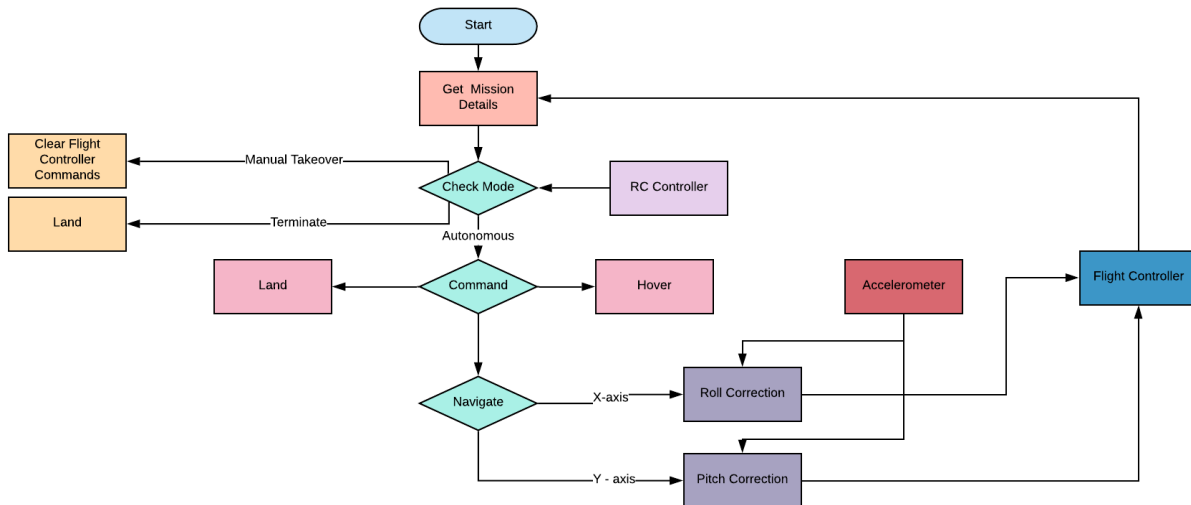 Start
Get Mission
Details
Clear Flight
Controller
Commands
Manual Takeover
Check Mode
RC Controller
Land
Terminate
Autonomous
Land
Command
Hover
Accelerometer
Flight Controller
Navigate
X-axis
Roll Correction
Y - axis
Pitch Correction